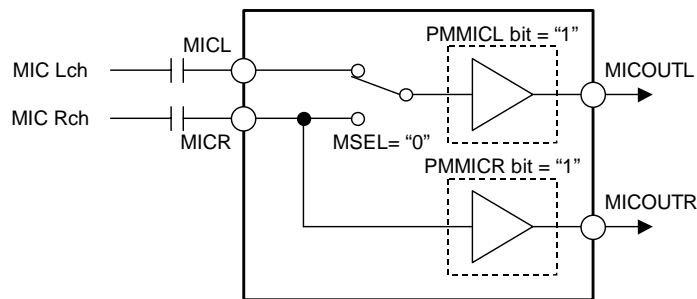 MICL
PMMICL bit = “1”
MIC Lch
MICOUTL
MIC Rch
MICR
MSEL= “0”
PMMICR bit = “1”
MICOUTR